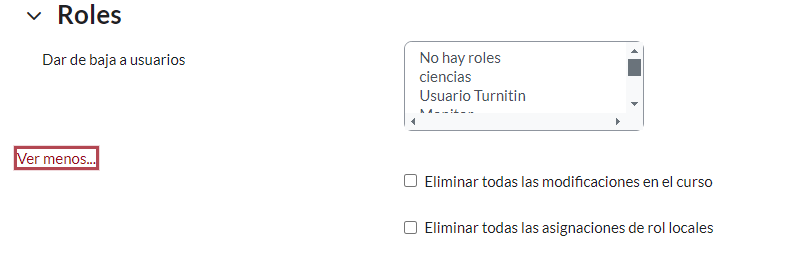 Roles
Dar de baja a usuarios
No hay roles
ciencias
Usuario Turnitin
Monitor
Ver menos...
Eliminar todas las modificaciones en el curso
Eliminar todas las asignaciones de rol locales